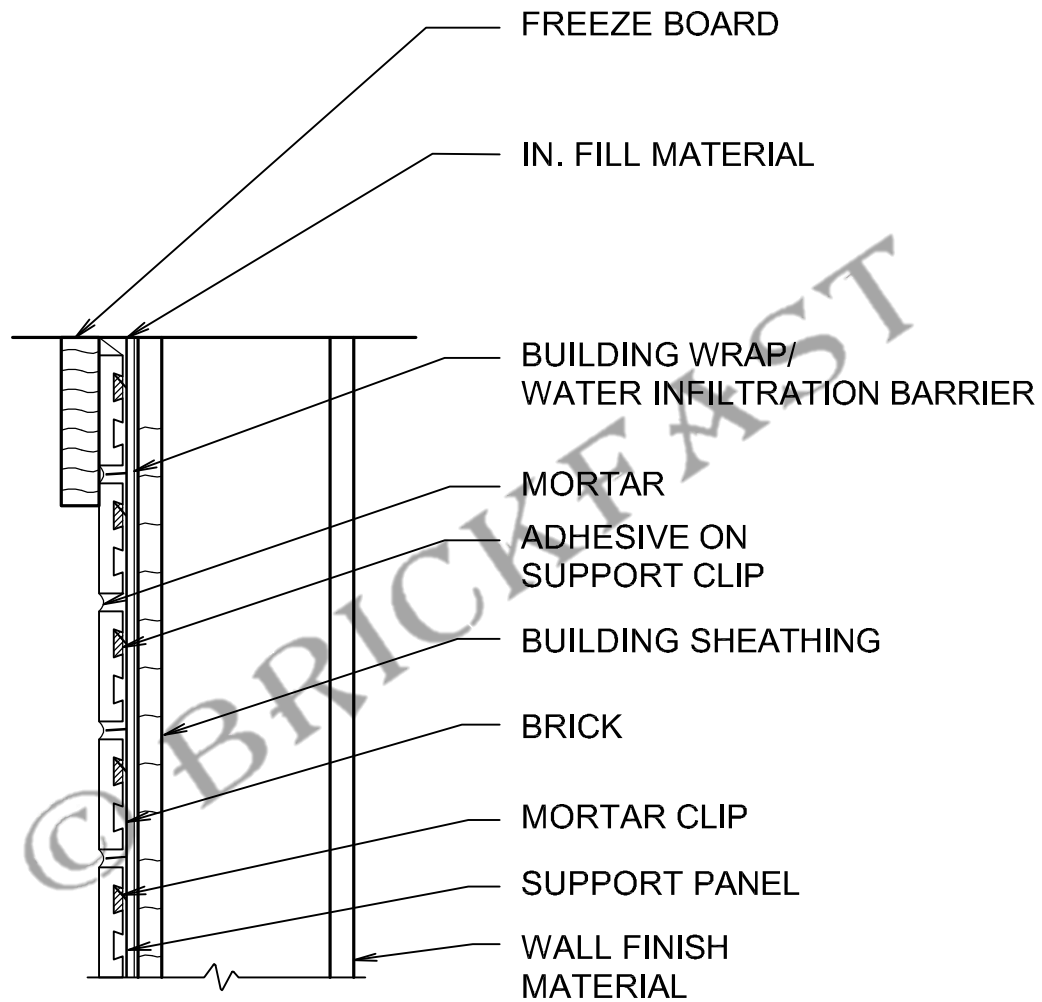 FREEZE BOARD
IN. FILL MATERIAL
BUILDING WRAP/
WATER INFILTRATION BARRIER
MORTAR
ADHESIVE ON
SUPPORT CLIP
BUILDING SHEATHING
BRICK
MORTAR CLIP
SUPPORT PANEL
WALL FINISH
MATERIAL
© BRICKFAST